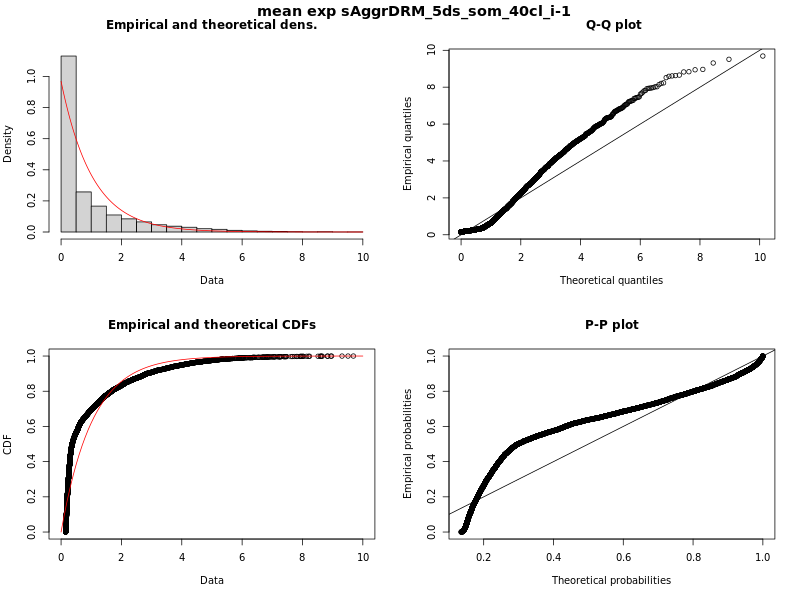 mean exp sAggrDRM_5ds_som_40cl_i-1
Empirical and theoretical dens.
Density
0.0 0.2 0.4 0.6 0.8 1.0
0 2 4 6 8 10
Data
Q-Q plot
Empirical quantiles
0 2 4 6 8 10
0 2 4 6 8 10
Theoretical quantiles
Empirical and theoretical CDFs
CDF
0.0 0.2 0.4 0.6 0.8 1.0
0 2 4 6 8 10
Data
P-P plot
Empirical probabilities
0.0 0.2 0.4 0.6 0.8 1.0
0.2 0.4 0.6 0.8 1.0
Theoretical probabilities